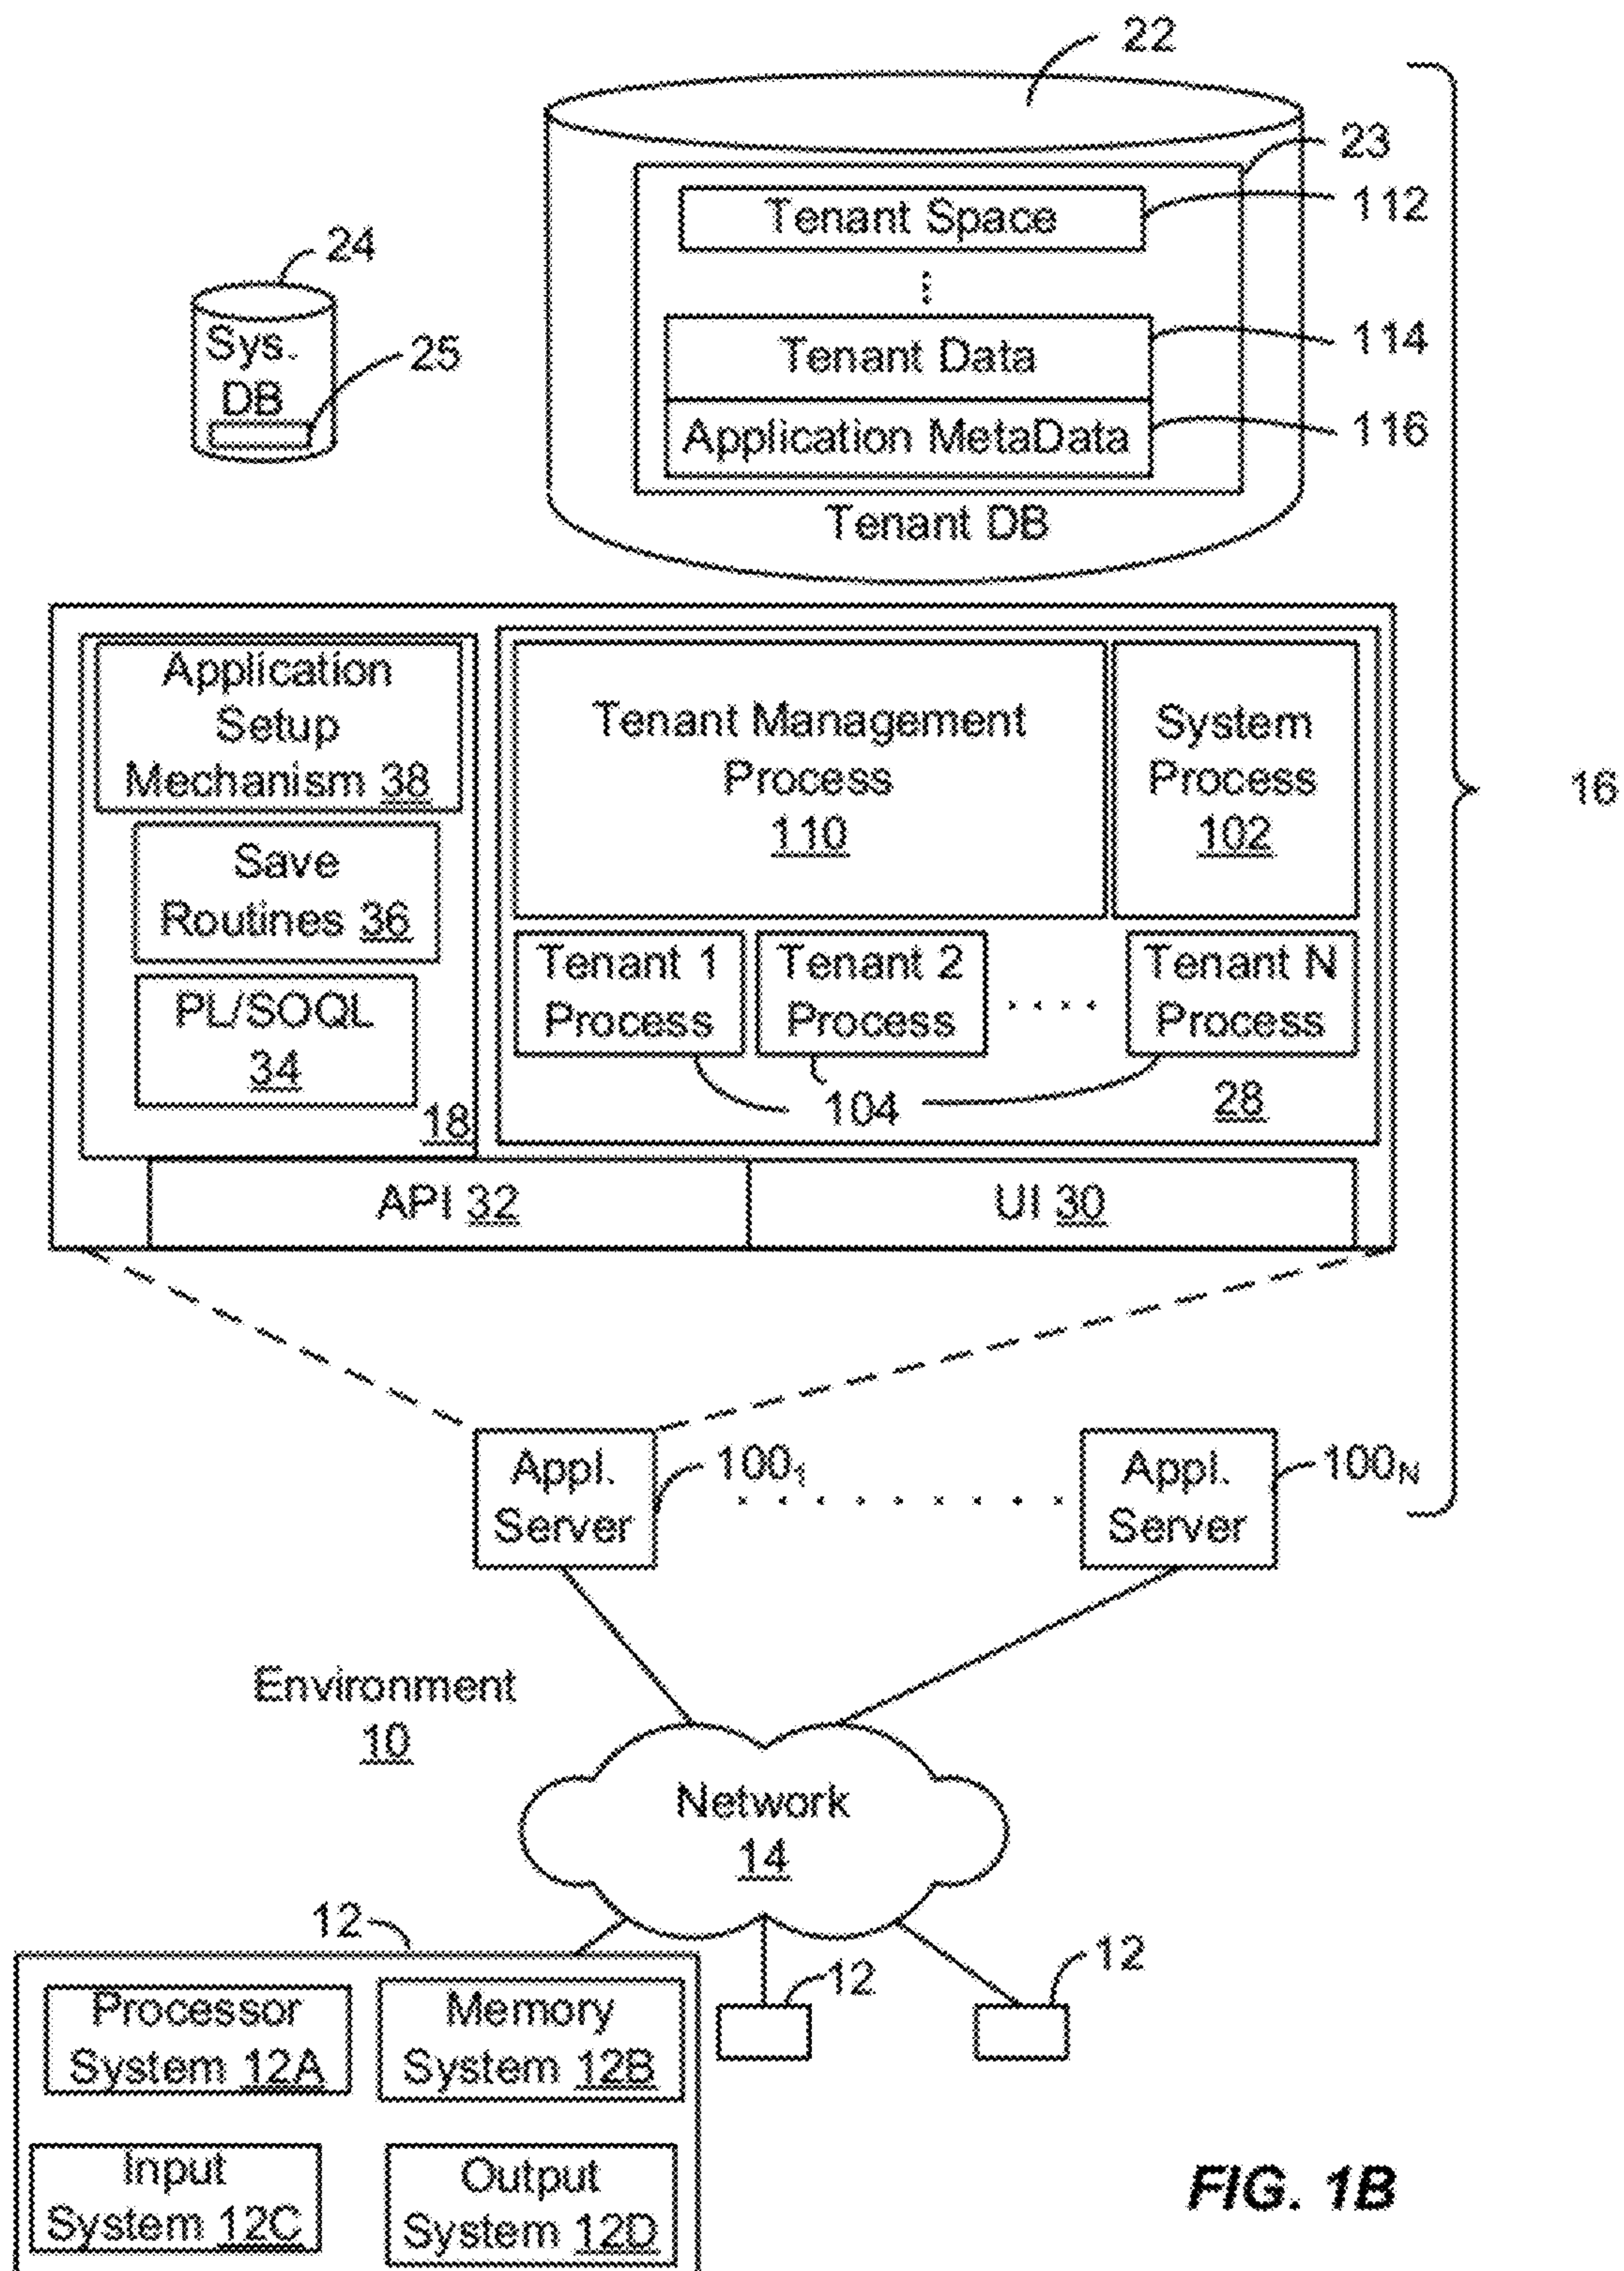 22
23
Tenant Space
112
24
Sys.
DB
25
Tenant Data
114
Application MetaData
116
Tenant DB
Application
Setup
Mechanism 38
Tenant Management
Process
110
System
Process
102
16
Save
Routines 36
Tenant 1
Process
Tenant 2
Process
Tenant N
Process
PL/SOQL
34
18
104
28
API 32
UI 30
Appl.
Server
100₁
Appl.
Server
100N
Environment
10
Network
14
12
12
12
Processor
System 12A
Memory
System 12B
Input
System 12C
Output
System 12D
FIG. 1B